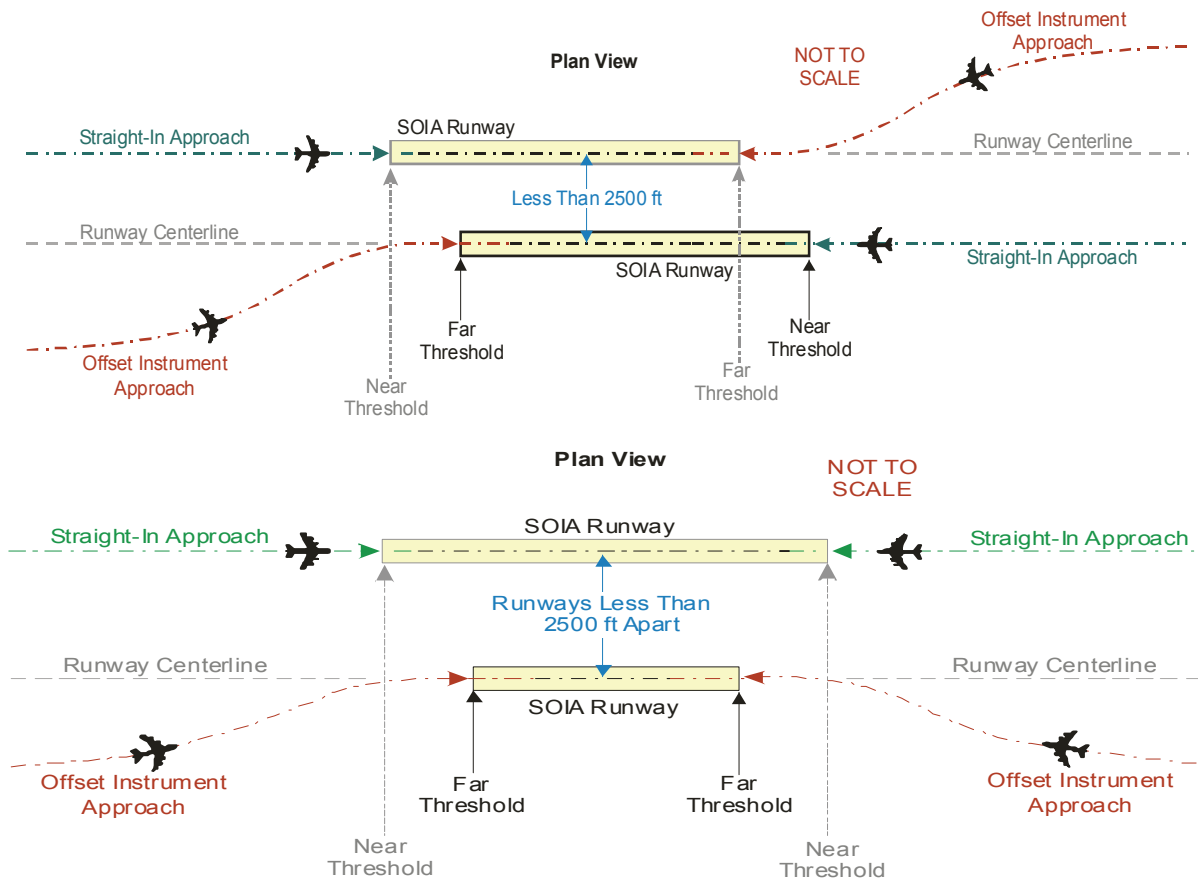 Offset Instrument
Approach
Plan View
NOT TO
SCALE
Straight-In Approach
SOIA Runway
Runway Centerline
Less Than 2500 ft
Runway Centerline
SOIA Runway
Straight-In Approach
Far
Threshold
Near
Threshold
Offset Instrument
Approach
Near
Threshold
Far
Threshold
Plan View
NOT TO
SCALE
Straight-In Approach
SOIA Runway
Straight-In Approach
Runways Less Than
2500 ft Apart
Runway Centerline
Runway Centerline
SOIA Runway
Offset Instrument
Approach
Far
Threshold
Far
Threshold
Offset Instrument
Approach
Near
Threshold
Near
Threshold